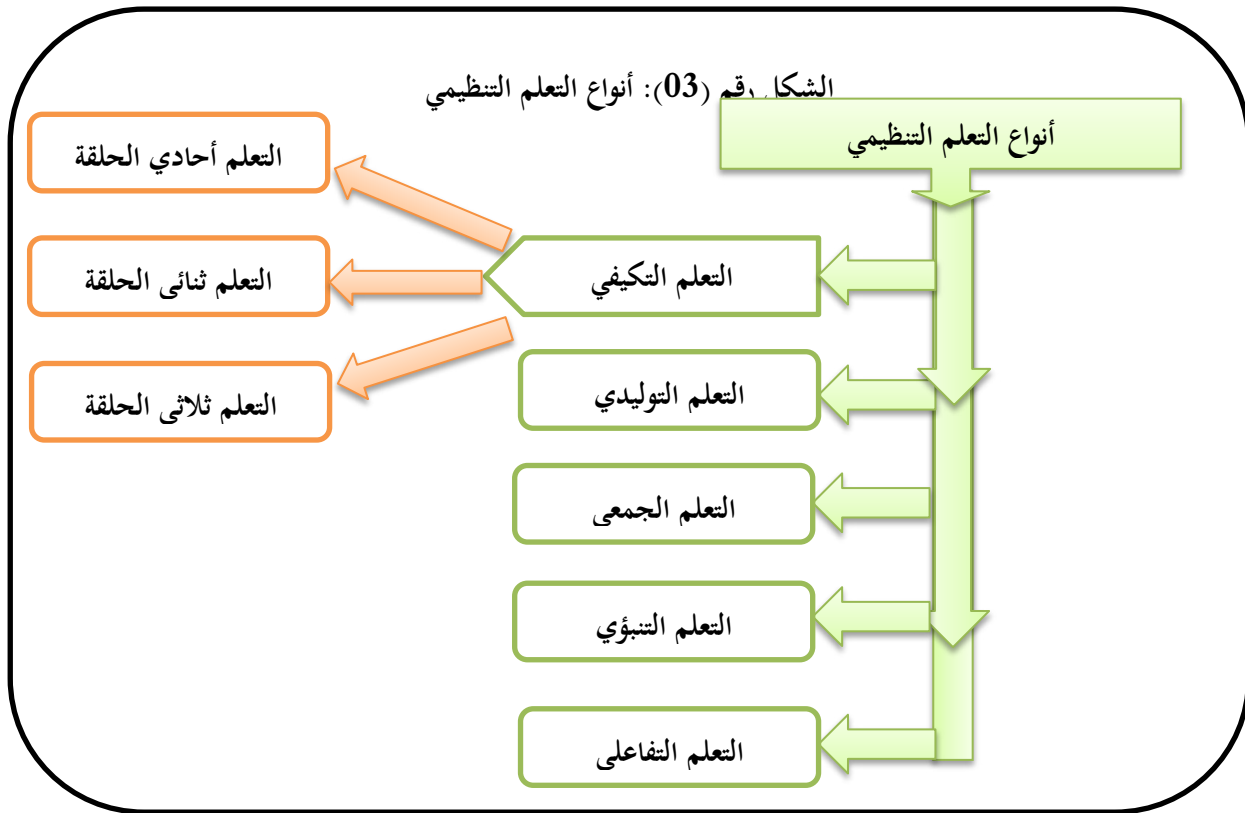 الشكل رقم (03): أنواع التعلم التنظيمي
أنواع التعلم التنظيمي
التعلم التكيفي
التعلم أحادي الحلقة
التعلم ثنائى الحلقة
التعلم ثلاثى الحلقة
التعلم التوليدي
التعلم الجمعى
التعلم التنبؤي
التعلم التفاعلى